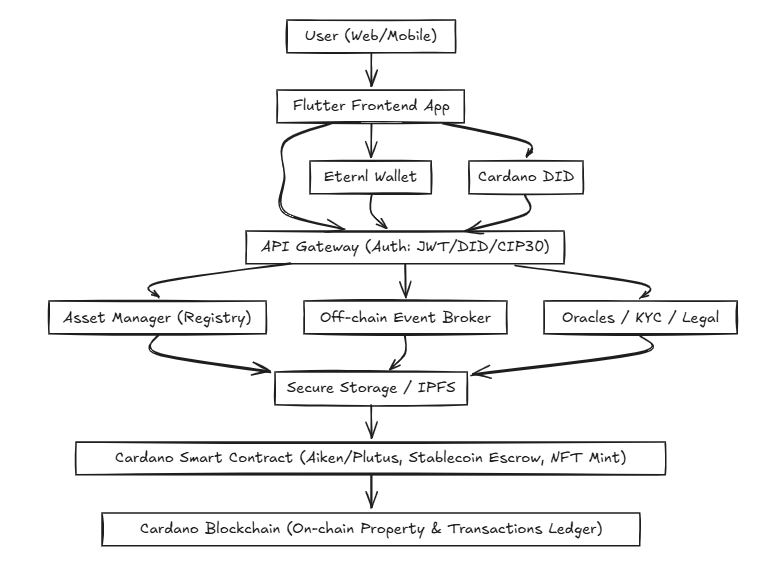 User (Web/Mobile)
Flutter Frontend App
Eternl Wallet
Cardano DID
API Gateway (Auth: JWT/DID/CIP30)
Asset Manager (Registry)
Off-chain Event Broker
Oracles / KYC / Legal
Secure Storage / IPFS
Cardano Smart Contract (Aiken/Plutus, Stablecoin Escrow, NFT Mint)
Cardano Blockchain (On-chain Property & Transactions Ledger)